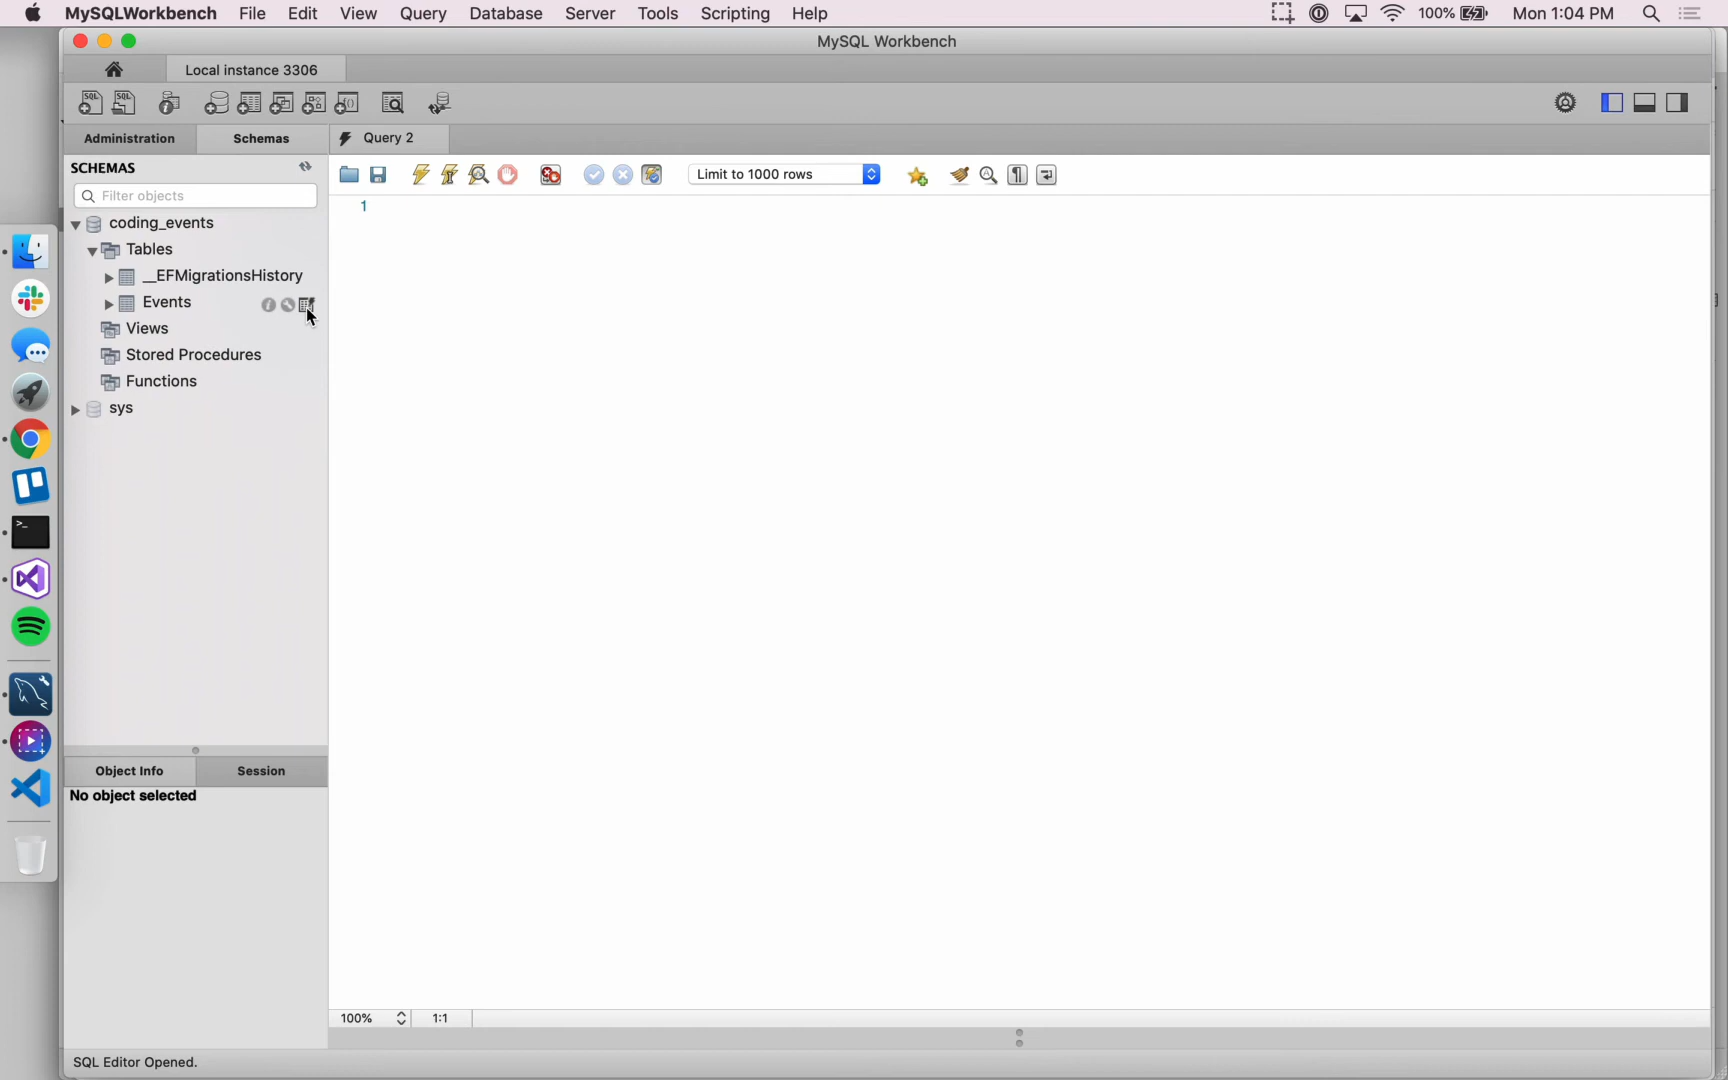 MySQLWorkbench File Edit View Query Database Server Tools Scripting Help 100% Mon 1:04 PM
MySQL Workbench
Local instance 3306
SQL SQL
Administration Schemas Query 2
SCHEMAS
Filter objects
Limit to 1000 rows
1
coding_events
Tables
__EFMigrationsHistory
Events
Views
Stored Procedures
Functions
sys
Object Info Session
No object selected
100% 1:1
SQL Editor Opened.